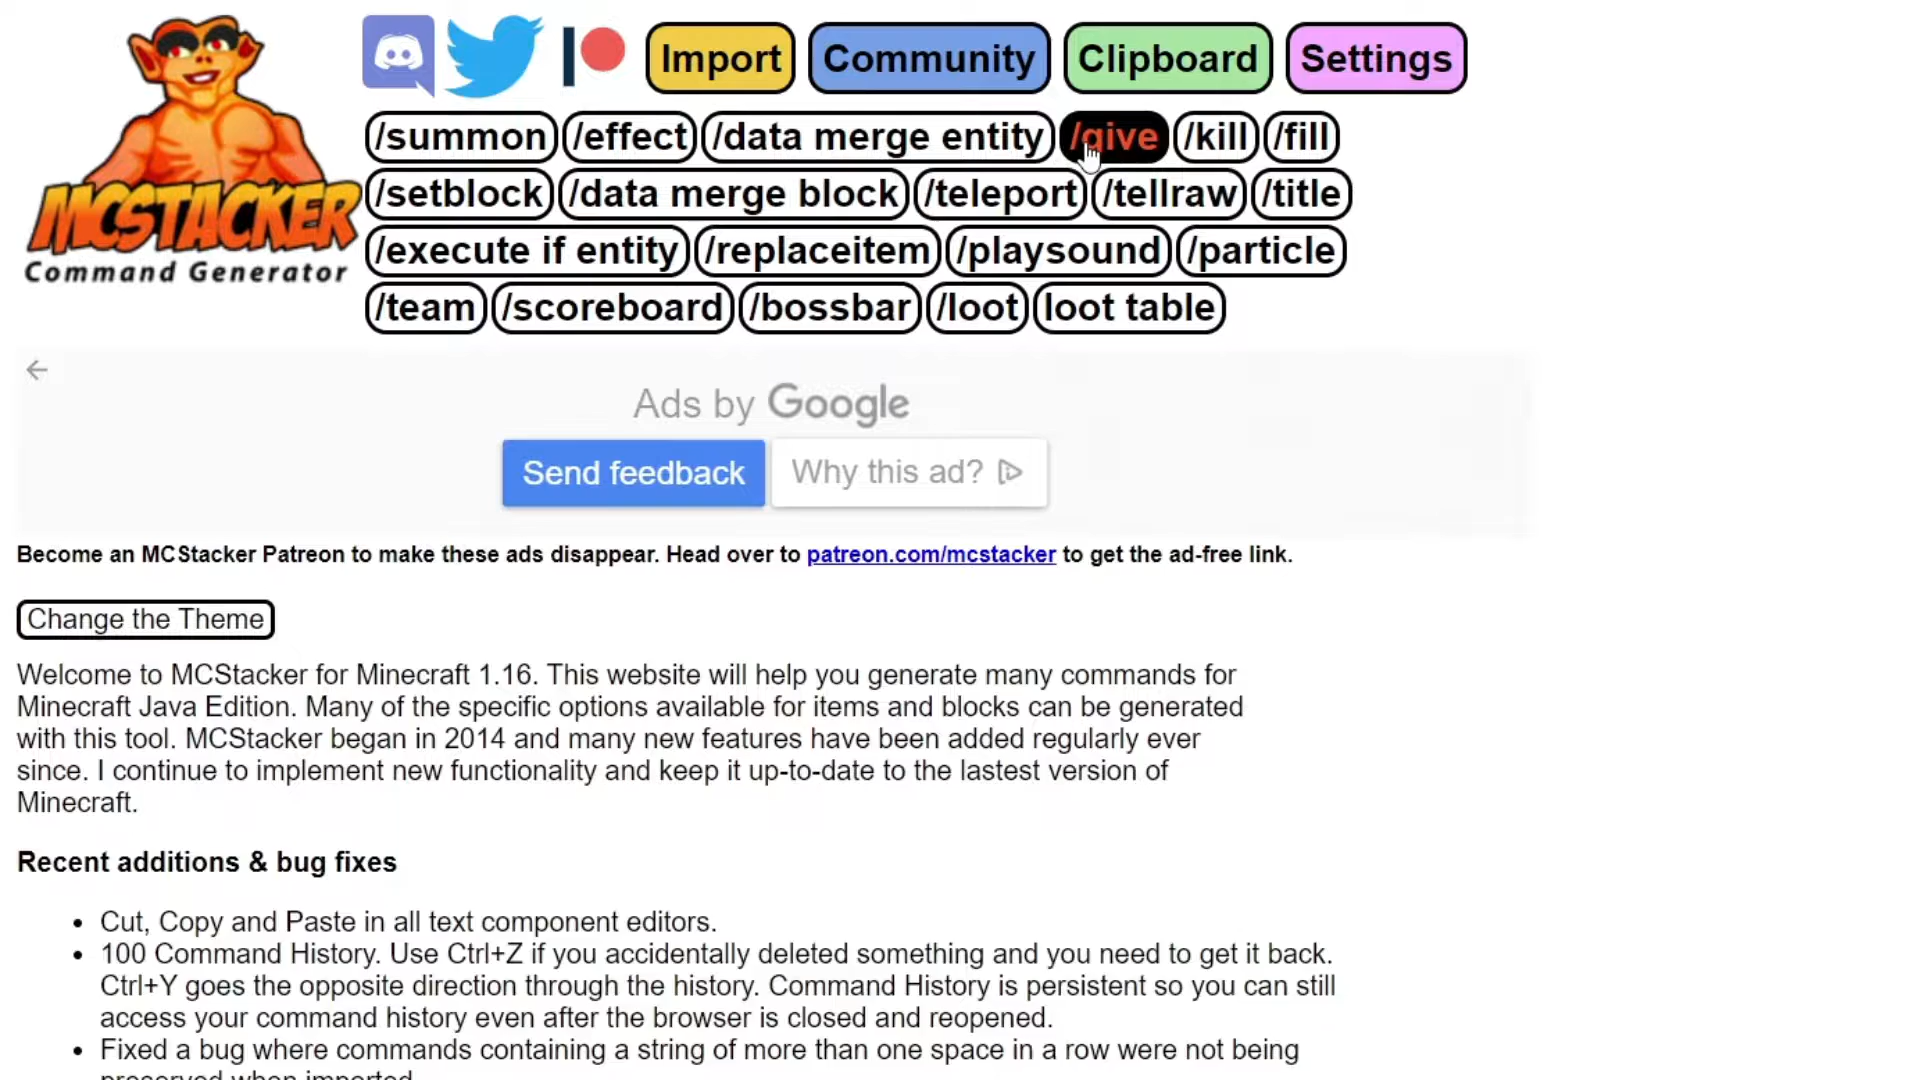 Import Community Clipboard Settings
/summon /effect /data merge entity /give /kill /fill
/setblock /data merge block /teleport /tellraw /title
/execute if entity /replaceitem /playsound /particle
/team /scoreboard /bossbar /loot loot table
MCSTACKER
Command Generator
Ads by Google
Send feedback Why this ad?
Become an MCStacker Patreon to make these ads disappear. Head over to patreon.com/mcstacker to get the ad-free link.
Change the Theme
Welcome to MCStacker for Minecraft 1.16. This website will help you generate many commands for
Minecraft Java Edition. Many of the specific options available for items and blocks can be generated
with this tool. MCStacker began in 2014 and many new features have been added regularly ever
since. I continue to implement new functionality and keep it up-to-date to the lastest version of
Minecraft.
Recent additions & bug fixes
• Cut, Copy and Paste in all text component editors.
• 100 Command History. Use Ctrl+Z if you accidentally deleted something and you need to get it back.
Ctrl+Y goes the opposite direction through the history. Command History is persistent so you can still
access your command history even after the browser is closed and reopened.
• Fixed a bug where commands containing a string of more than one space in a row were not being
preserved when imported.